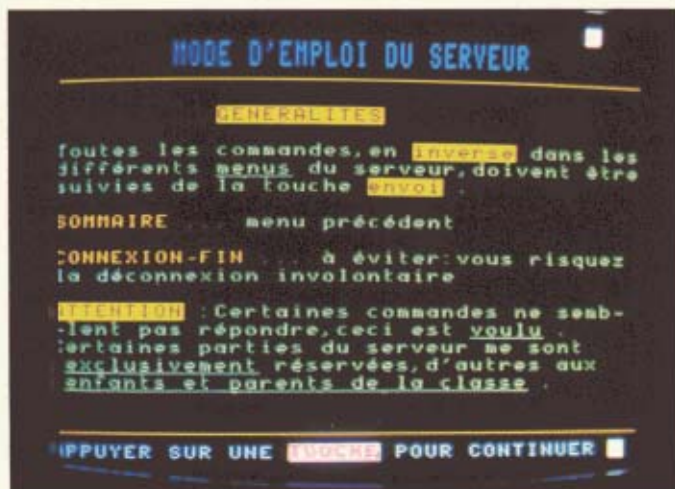 MODE D'EMPLOI DU SERVEUR
GENERALITES
Toutes les commandes,en inverse dans les
différents menus du serveur,doivent être
suivies de la touche envoi .
SOMMAIRE ... menu précédent
CONNEXION-FIN ... à éviter:vous risquez
la déconnexion involontaire
ATTENTION :Certaines commandes ne semb-
-lent pas répondre,ceci est voulu .
Certaines parties du serveur me sont
exclusivement réservées,d'autres aux
enfants et parents de la classe .
APPUYER SUR UNE TOUCHE POUR CONTINUER